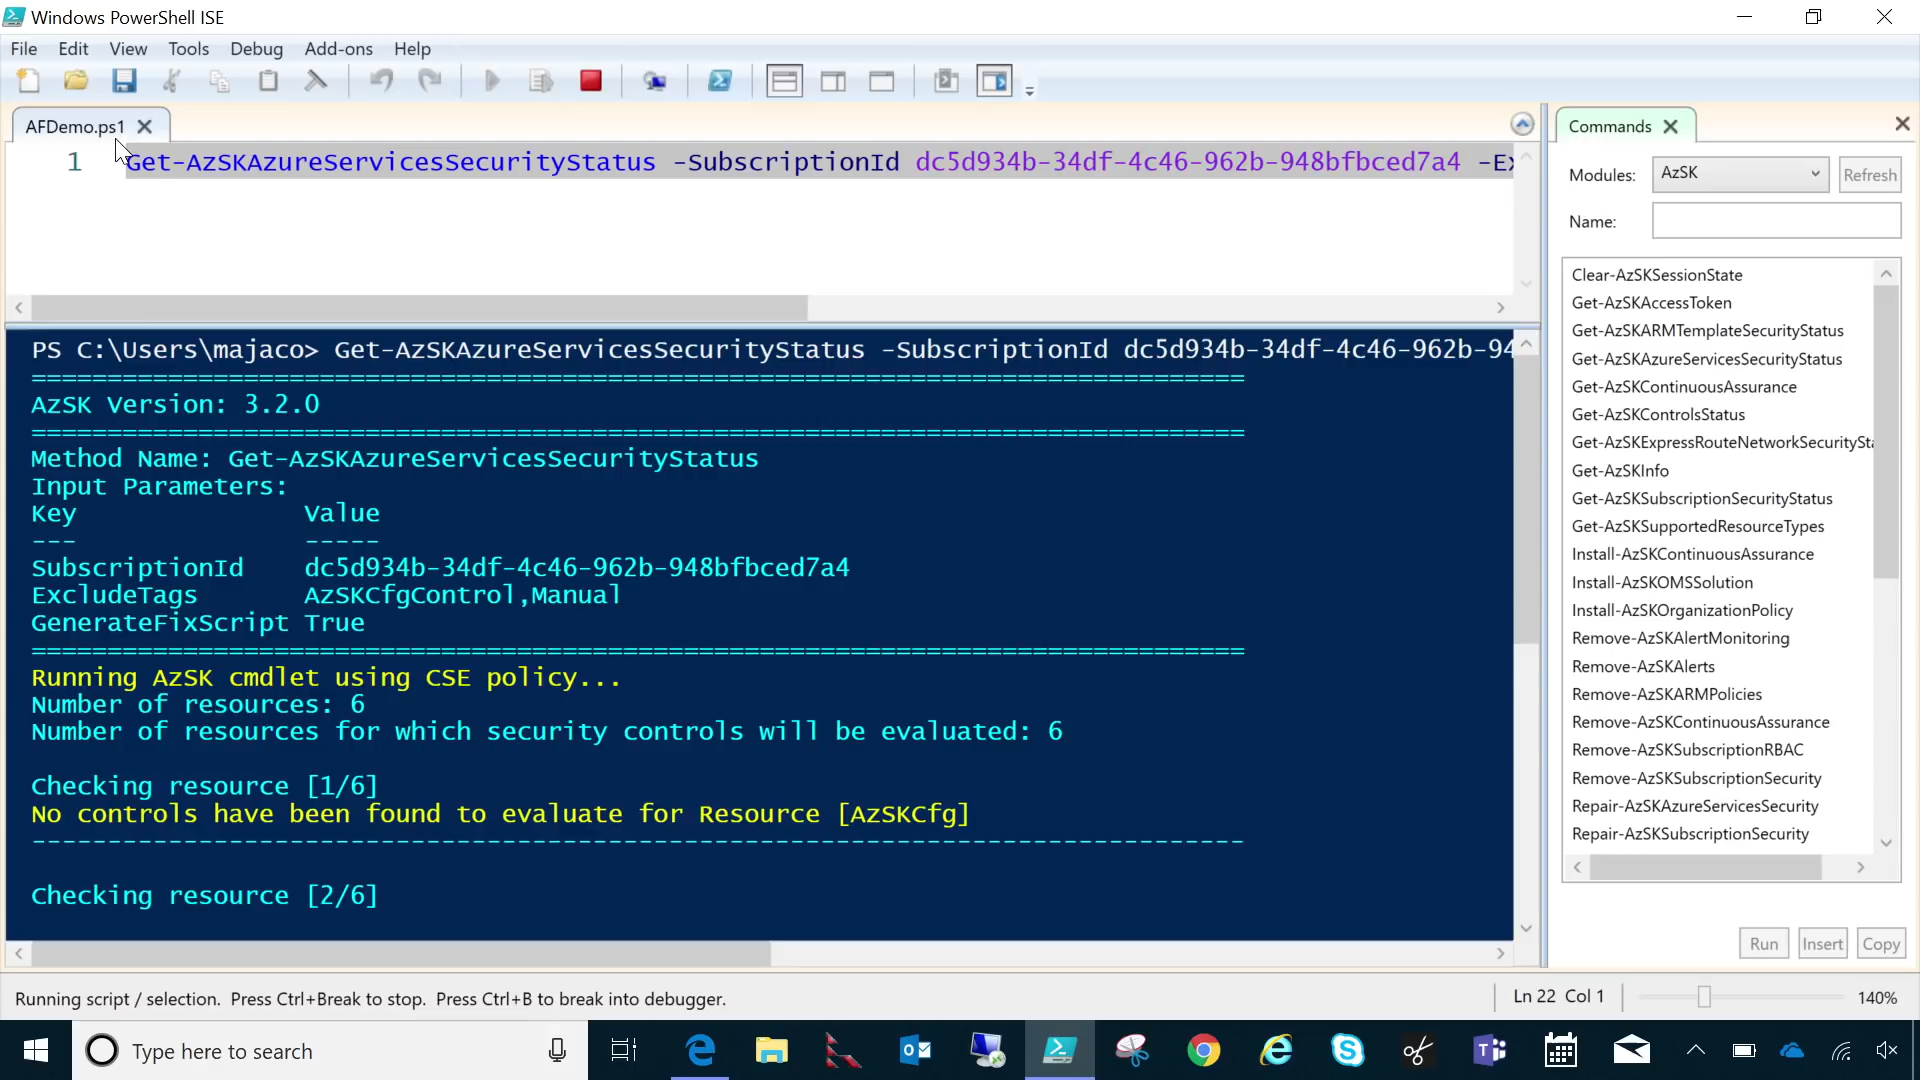 Windows PowerShell ISE
File Edit View Tools Debug Add-ons Help
AFDemo.ps1
1 Get-AzSKAzureServicesSecurityStatus -SubscriptionId dc5d934b-34df-4c46-962b-948bfbced7a4 -Ex
PS C:\Users\majaco> Get-AzSKAzureServicesSecurityStatus -SubscriptionId dc5d934b-34df-4c46-962b-94
================================================================================
AzSK Version: 3.2.0
================================================================================
Method Name: Get-AzSKAzureServicesSecurityStatus
Input Parameters:
Key Value
--- -----
SubscriptionId dc5d934b-34df-4c46-962b-948bfbced7a4
ExcludeTags AzSKCfgControl,Manual
GenerateFixScript True
================================================================================
Running AzSK cmdlet using CSE policy...
Number of resources: 6
Number of resources for which security controls will be evaluated: 6
Checking resource [1/6]
No controls have been found to evaluate for Resource [AzSKCfg]
--------------------------------------------------------------------------------
Checking resource [2/6]
Commands
Modules: AzSK Refresh
Name:
Clear-AzSKSessionState
Get-AzSKAccessToken
Get-AzSKARMTemplateSecurityStatus
Get-AzSKAzureServicesSecurityStatus
Get-AzSKContinuousAssurance
Get-AzSKControlsStatus
Get-AzSKExpressRouteNetworkSecuritySta
Get-AzSKInfo
Get-AzSKSubscriptionSecurityStatus
Get-AzSKSupportedResourceTypes
Install-AzSKContinuousAssurance
Install-AzSKOMSSolution
Install-AzSKOrganizationPolicy
Remove-AzSKAlertMonitoring
Remove-AzSKAlerts
Remove-AzSKARMPolicies
Remove-AzSKContinuousAssurance
Remove-AzSKSubscriptionRBAC
Remove-AzSKSubscriptionSecurity
Repair-AzSKAzureServicesSecurity
Repair-AzSKSubscriptionSecurity
Run Insert Copy
Running script / selection. Press Ctrl+Break to stop. Press Ctrl+B to break into debugger.
Ln 22 Col 1
140%
Type here to search